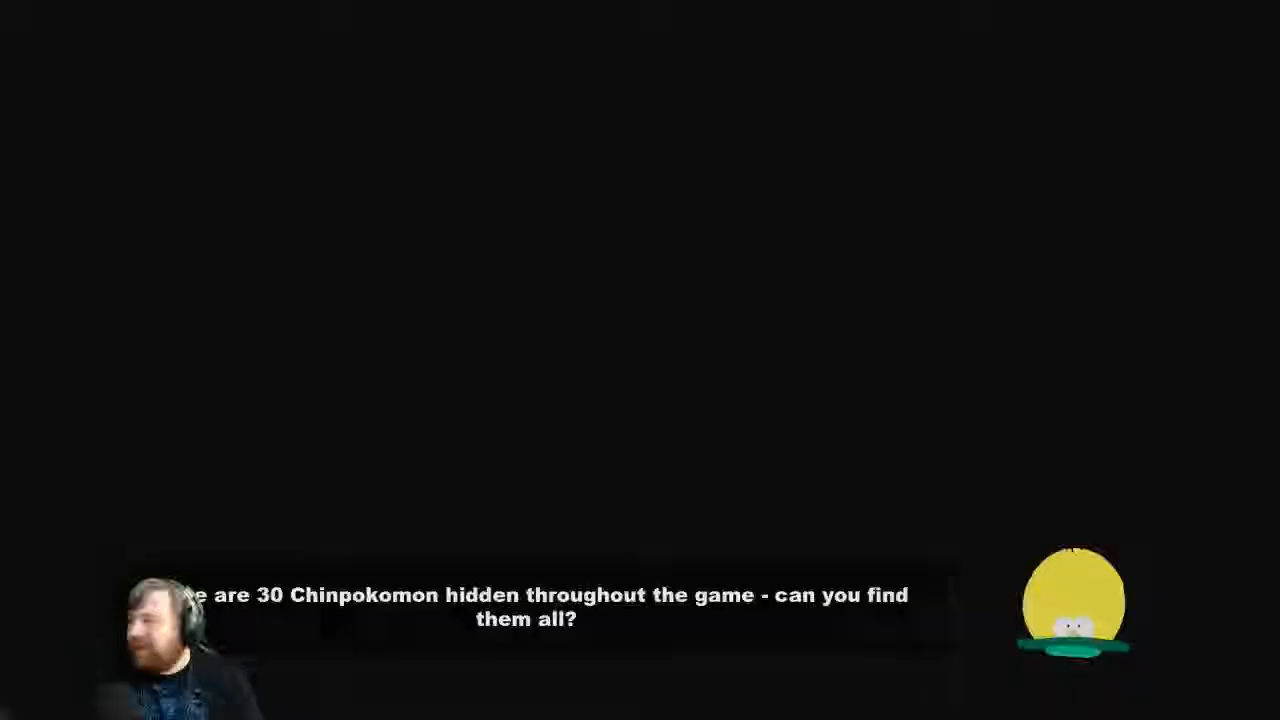 e are 30 Chinpokomon hidden throughout the game - can you find
them all?